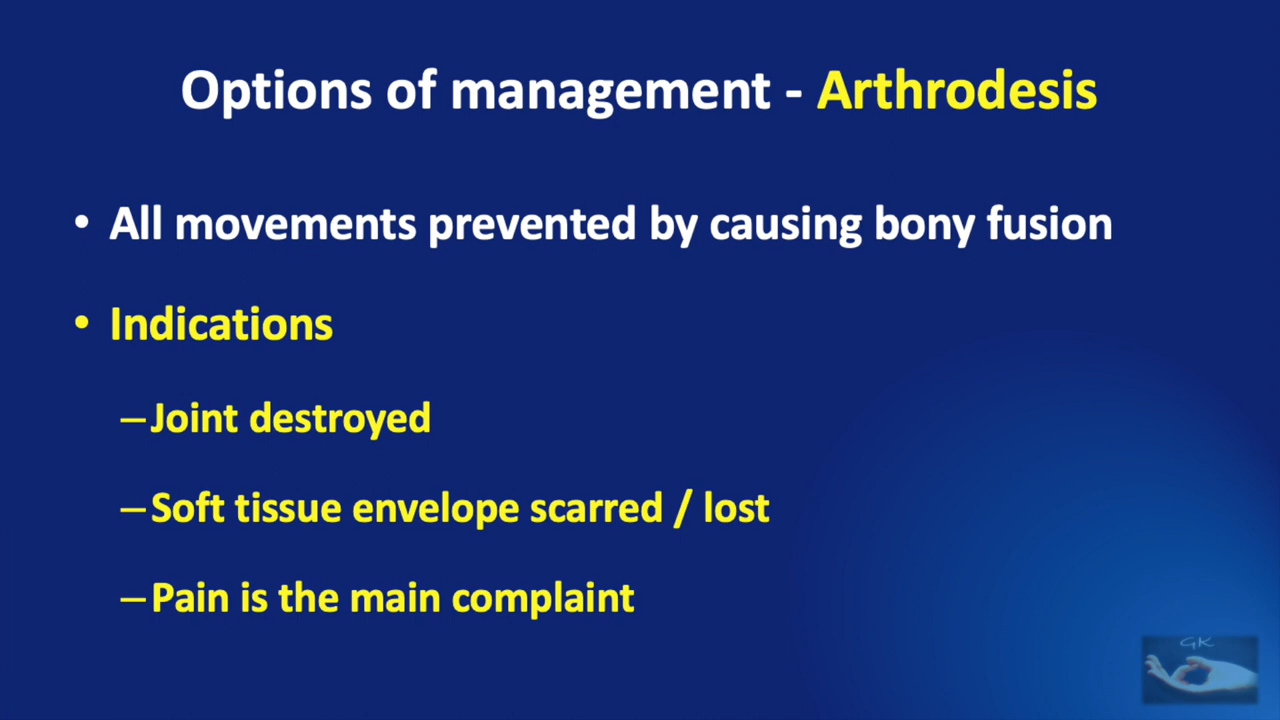 Options of management - Arthrodesis
• All movements prevented by causing bony fusion
• Indications
–Joint destroyed
–Soft tissue envelope scarred / lost
–Pain is the main complaint
GK